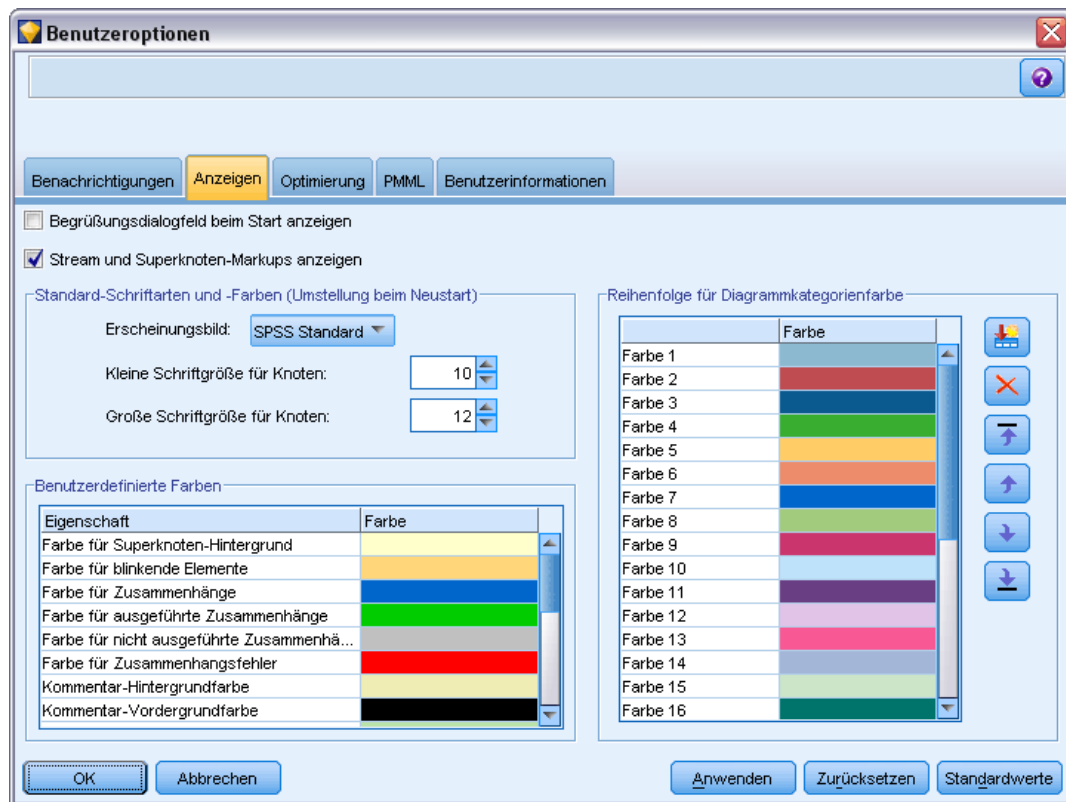 Benutzeroptionen
?
Benachrichtigungen Anzeigen Optimierung PMML Benutzerinformationen
Begrüßungsdialogfeld beim Start anzeigen
Stream und Superknoten-Markups anzeigen
Standard-Schriftarten und -Farben (Umstellung beim Neustart)
Erscheinungsbild: SPSS Standard
Kleine Schriftgröße für Knoten: 10
Große Schriftgröße für Knoten: 12
Benutzerdefinierte Farben
Eigenschaft Farbe
Farbe für Superknoten-Hintergrund
Farbe für blinkende Elemente
Farbe für Zusammenhänge
Farbe für ausgeführte Zusammenhänge
Farbe für nicht ausgeführte Zusammenhä...
Farbe für Zusammenhangsfehler
Kommentar-Hintergrundfarbe
Kommentar-Vordergrundfarbe
Reihenfolge für Diagrammkategorienfarbe
Farbe
Farbe 1
Farbe 2
Farbe 3
Farbe 4
Farbe 5
Farbe 6
Farbe 7
Farbe 8
Farbe 9
Farbe 10
Farbe 11
Farbe 12
Farbe 13
Farbe 14
Farbe 15
Farbe 16
OK Abbrechen Anwenden Zurücksetzen Standardwerte